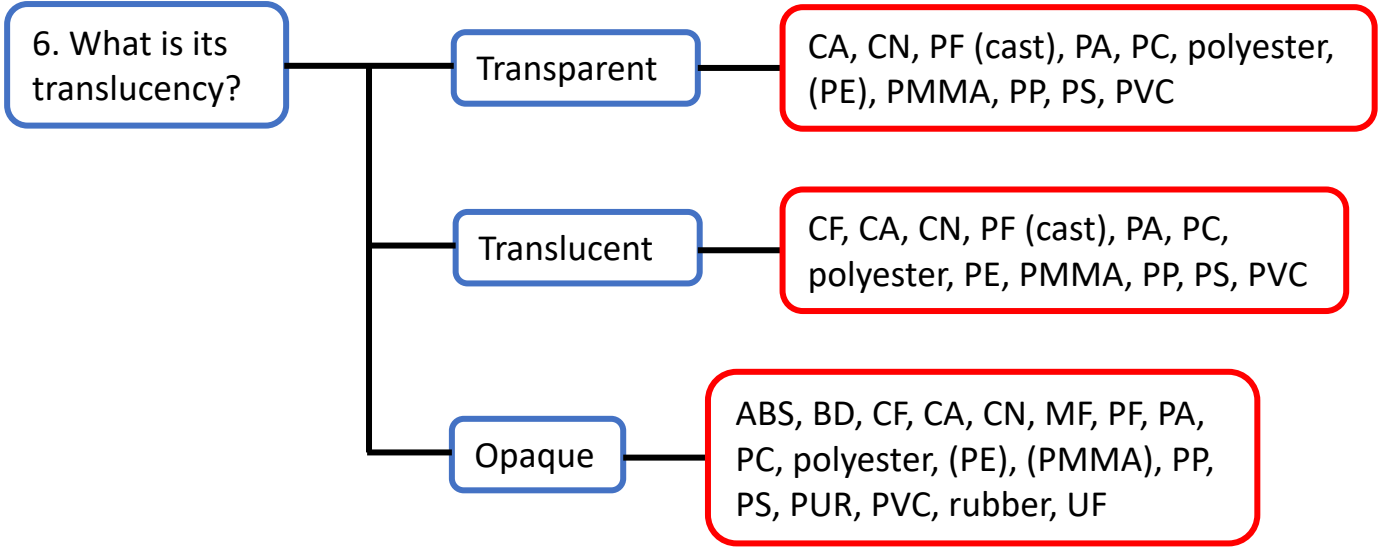 6. What is its
translucency?
Transparent
CA, CN, PF (cast), PA, PC, polyester,
(PE), PMMA, PP, PS, PVC
Translucent
CF, CA, CN, PF (cast), PA, PC,
polyester, PE, PMMA, PP, PS, PVC
Opaque
ABS, BD, CF, CA, CN, MF, PF, PA,
PC, polyester, (PE), (PMMA), PP,
PS, PUR, PVC, rubber, UF